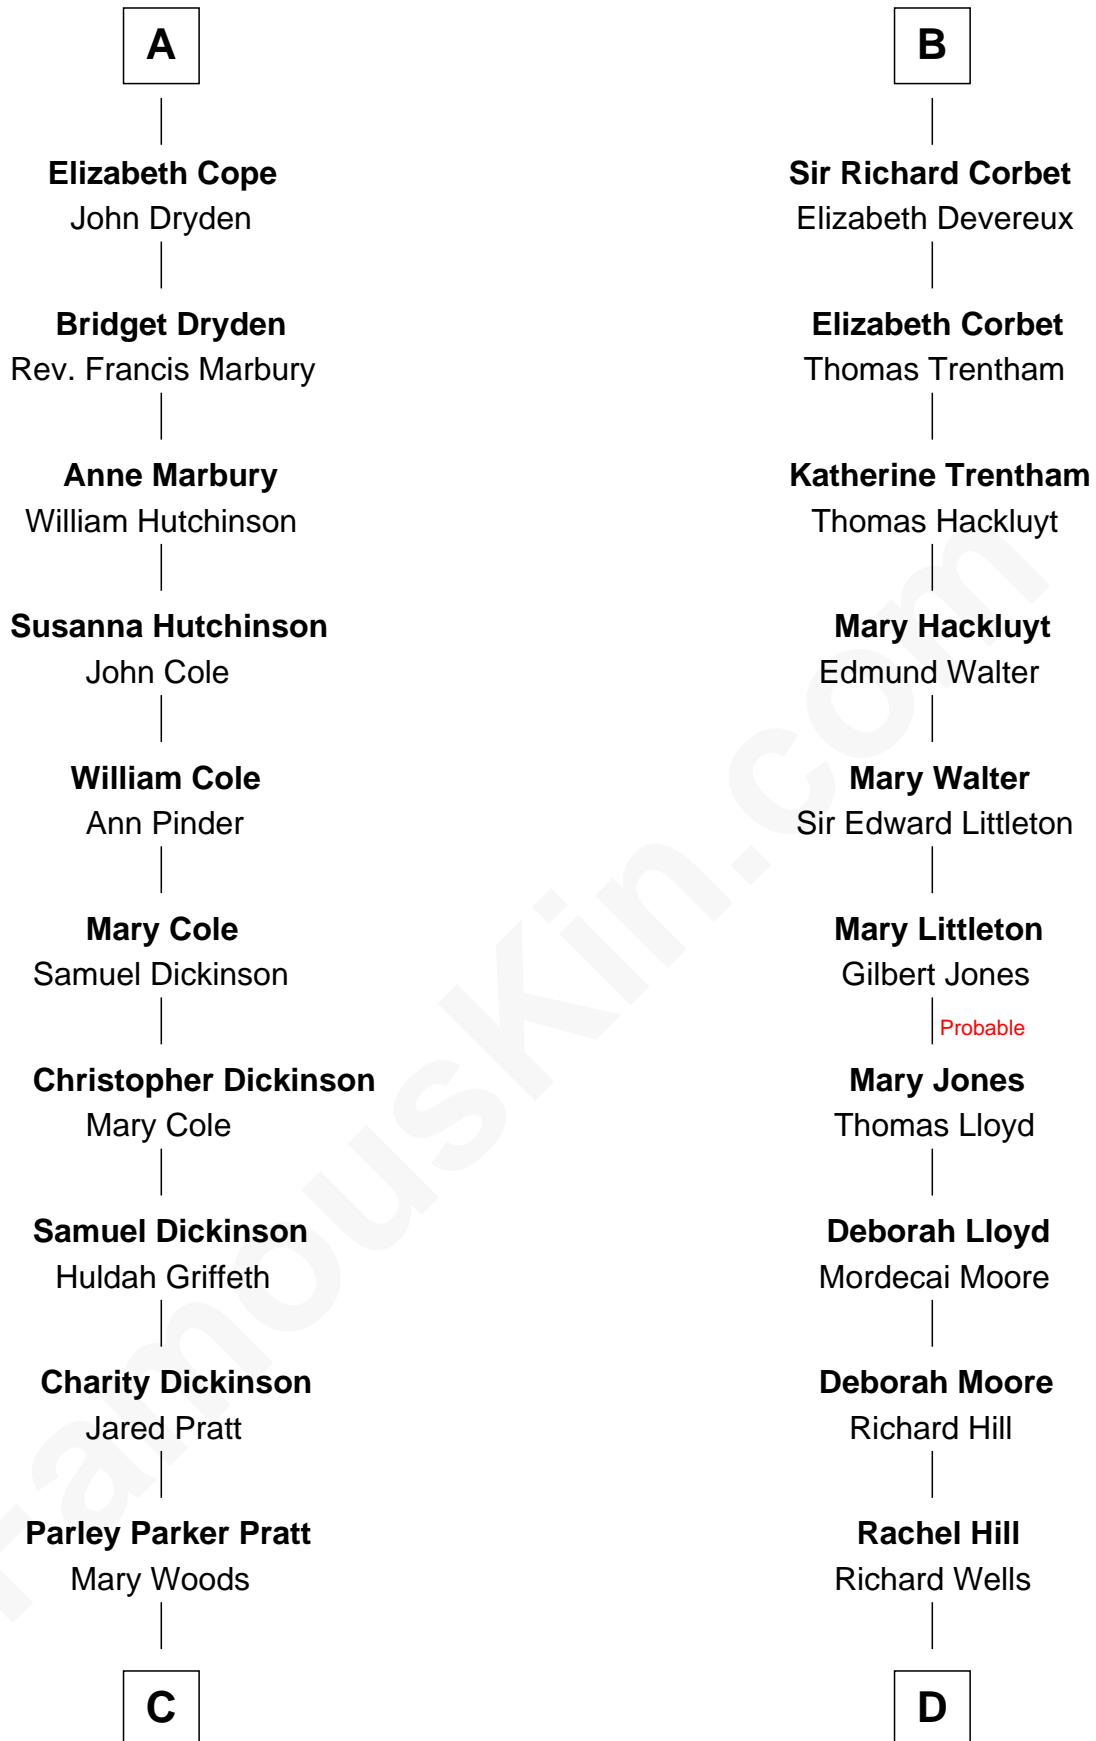 A
Elizabeth Cope
John Dryden
Bridget Dryden
Rev. Francis Marbury
Anne Marbury
William Hutchinson
Susanna Hutchinson
John Cole
William Cole
Ann Pinder
Mary Cole
Samuel Dickinson
Christopher Dickinson
Mary Cole
Samuel Dickinson
Huldah Griffeth
Charity Dickinson
Jared Pratt
Parley Parker Pratt
Mary Woods
C
B
Sir Richard Corbet
Elizabeth Devereux
Elizabeth Corbet
Thomas Trentham
Katherine Trentham
Thomas Hackluyt
Mary Hackluyt
Edmund Walter
Mary Walter
Sir Edward Littleton
Mary Littleton
Gilbert Jones
Probable
Mary Jones
Thomas Lloyd
Deborah Lloyd
Mordecai Moore
Deborah Moore
Richard Hill
Rachel Hill
Richard Wells
D
FamousKin.com